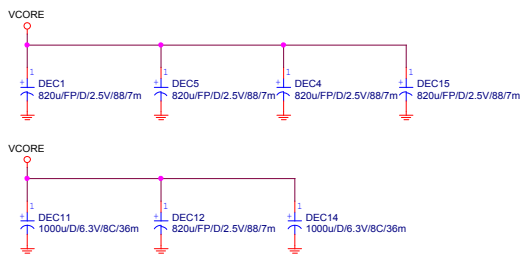 VCORE
1 1 1 1
+ DEC1 + DEC5 + DEC4 + DEC15
820u/FP/D/2.5V/88/7m 820u/FP/D/2.5V/88/7m 820u/FP/D/2.5V/88/7m 820u/FP/D/2.5V/88/7m
VCORE
1 1 1
+ DEC11 + DEC12 + DEC14
1000u/D/6.3V/8C/36m 820u/FP/D/2.5V/88/7m 1000u/D/6.3V/8C/36m